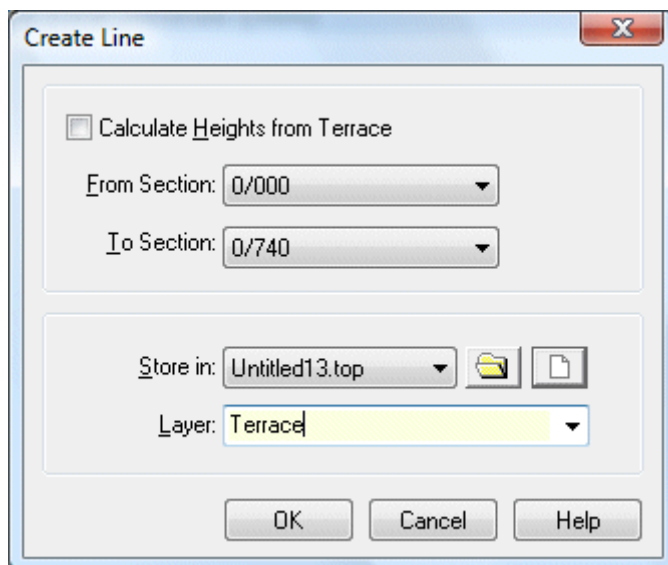 Create Line
Calculate Heights from Terrace
From Section: 0/000
To Section: 0/740
Store in: Untitled13.top
Layer: Terrace
OK Cancel Help